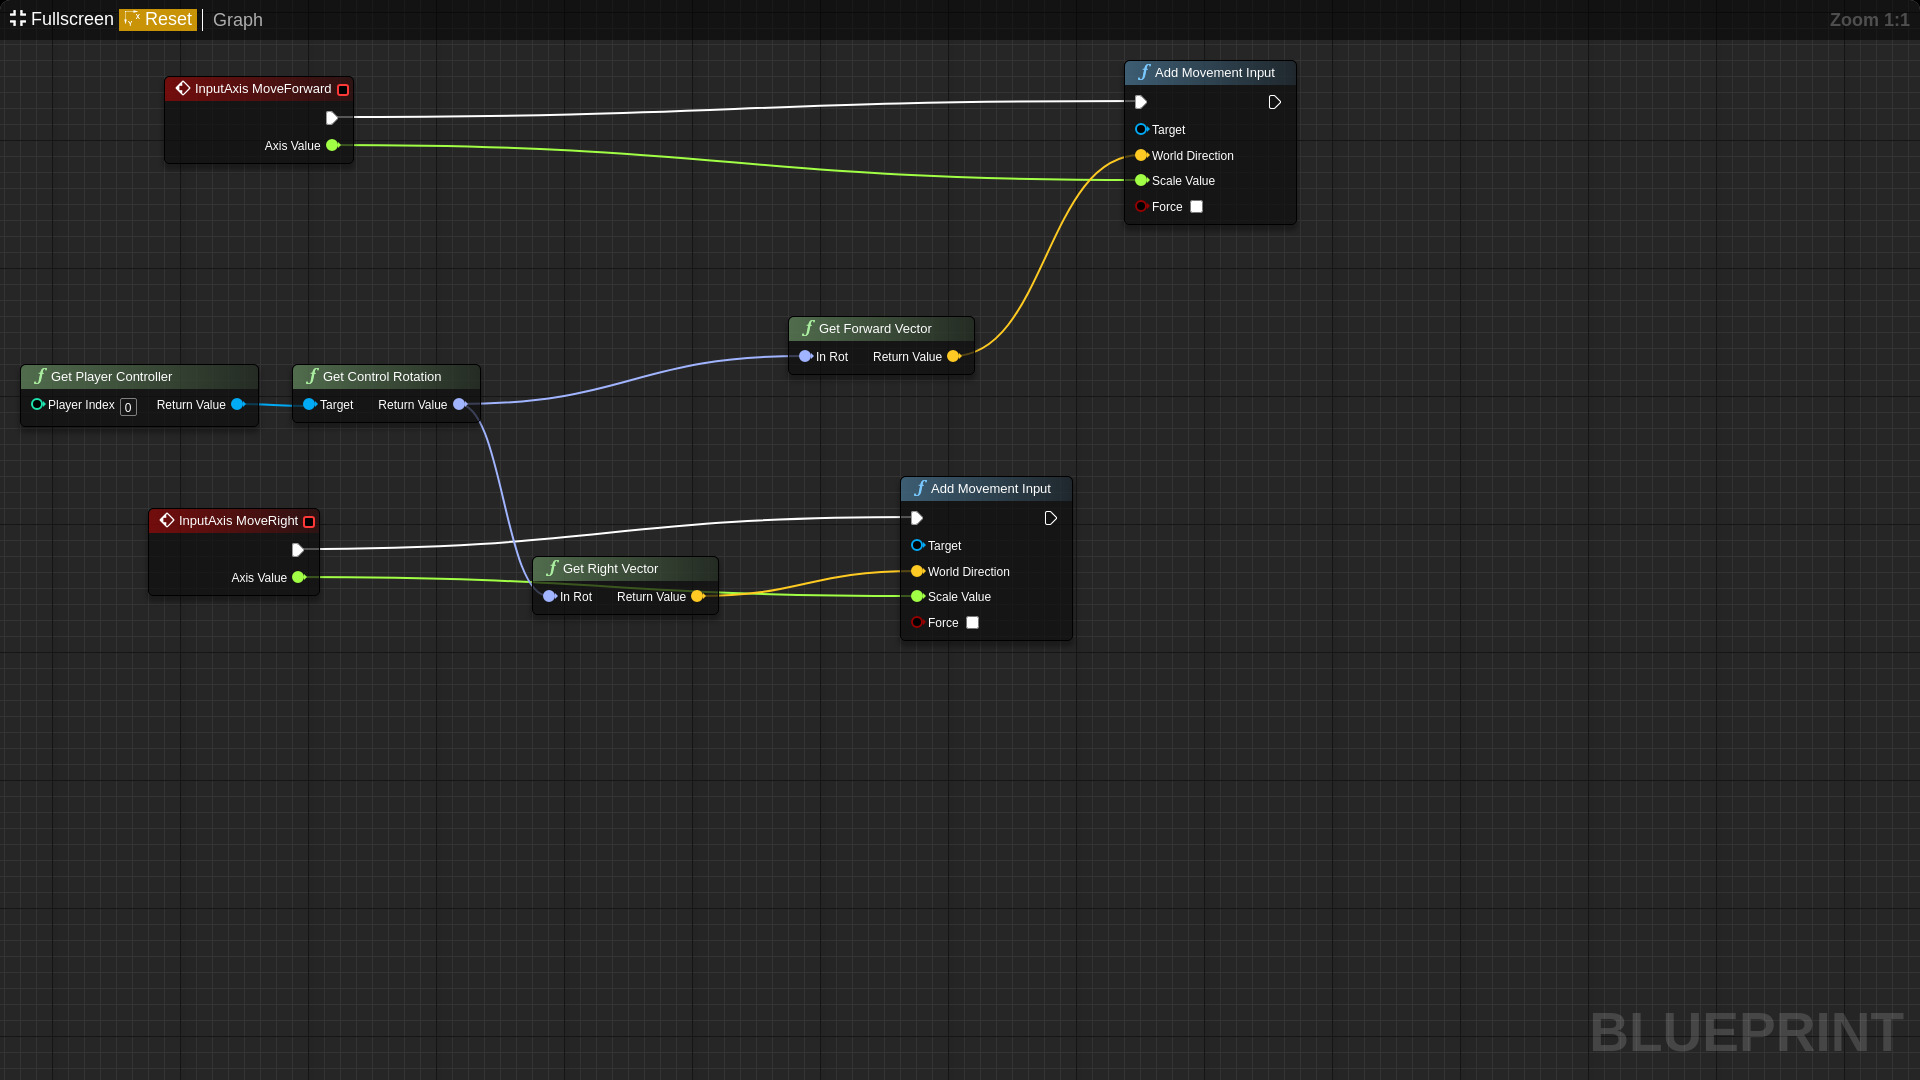 Fullscreen Reset Graph
Zoom 1:1
InputAxis MoveForward
Axis Value
Add Movement Input
Target
World Direction
Scale Value
Force
Get Forward Vector
In Rot Return Value
Get Player Controller
Player Index 0 Return Value
Get Control Rotation
Target Return Value
InputAxis MoveRight
Axis Value
Get Right Vector
In Rot Return Value
Add Movement Input
Target
World Direction
Scale Value
Force
BLUEPRINT